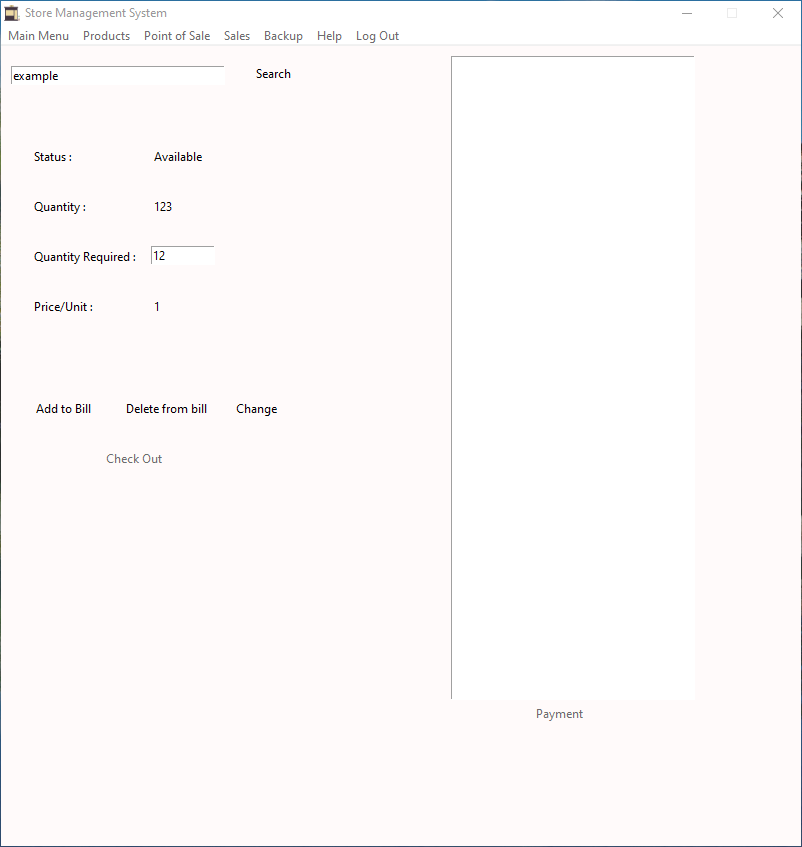 Store Management System
Main Menu Products Point of Sale Sales Backup Help Log Out
example Search
Status : Available
Quantity : 123
Quantity Required : 12
Price/Unit : 1
Add to Bill Delete from bill Change
Check Out
Payment